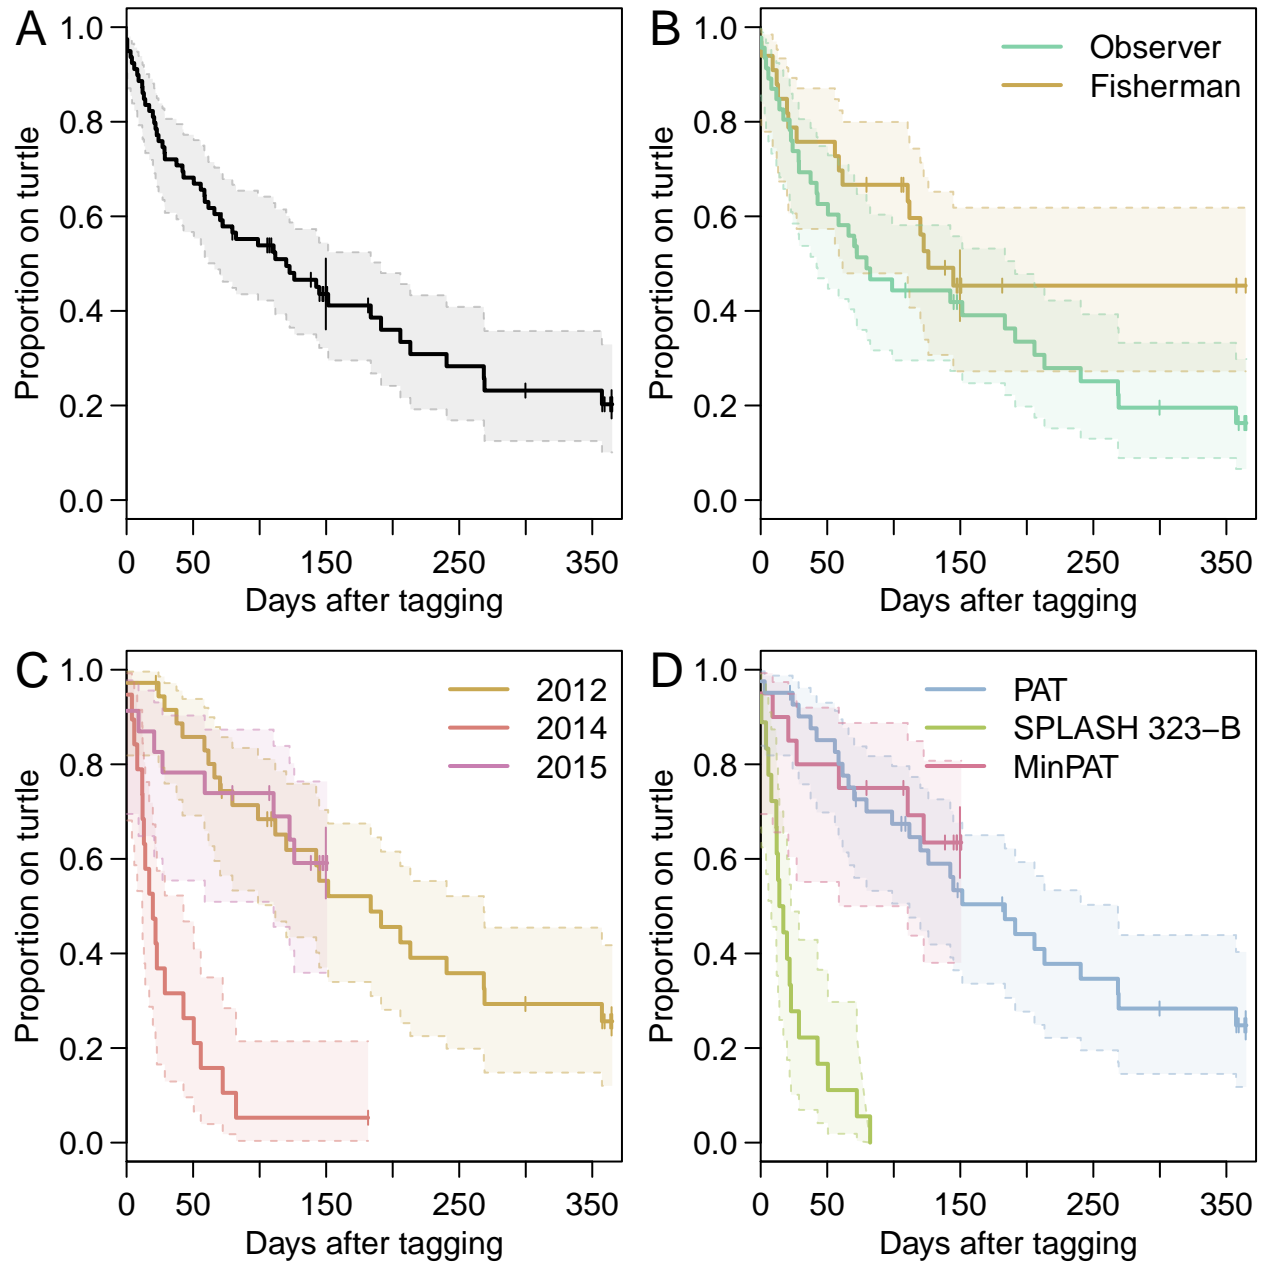 A
1.0
0.8
0.6
0.4
0.2
0.0
Proportion on turtle
0 50 150 250 350
Days after tagging
B
1.0
0.8
0.6
0.4
0.2
0.0
Proportion on turtle
Observer
Fisherman
0 50 150 250 350
Days after tagging
C
1.0
0.8
0.6
0.4
0.2
0.0
Proportion on turtle
2012
2014
2015
0 50 150 250 350
Days after tagging
D
1.0
0.8
0.6
0.4
0.2
0.0
Proportion on turtle
PAT
SPLASH 323–B
MinPAT
0 50 150 250 350
Days after tagging